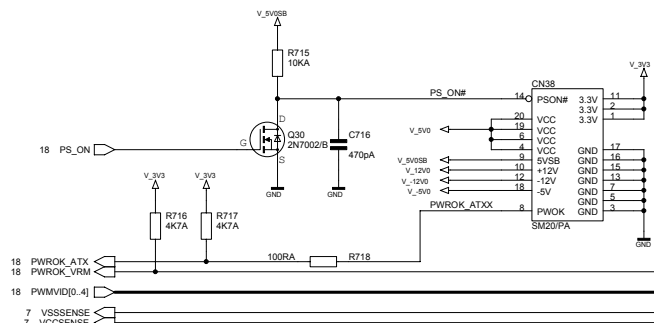 V_5V0SB
R715
10KA
CN38
V_3V3
PS_ON#
14 PSON# 3.3V 11
3.3V 2
3.3V 1
D
G
S
Q30
2N7002/B
C716
470pA
18 PS_ON
GND
GND
V_5V0
20 VCC
19 VCC
6 VCC
4 VCC GND 17
V_5V0SB 9 5VSB GND 16
V_12V0 10 +12V GND 15
V_-12V0 12 -12V GND 13
V_-5V0 18 -5V GND 7
GND 5
PWROK_ATXX 8 PWOK GND 3
SM20/PA
GND
V_3V3
V_3V3
R716
4K7A
R717
4K7A
18 PWROK_ATX
100RA
R718
18 PWROK_VRM
18 PWMVID[0..4]
7 VSSSENSE
7 VCCSENSE